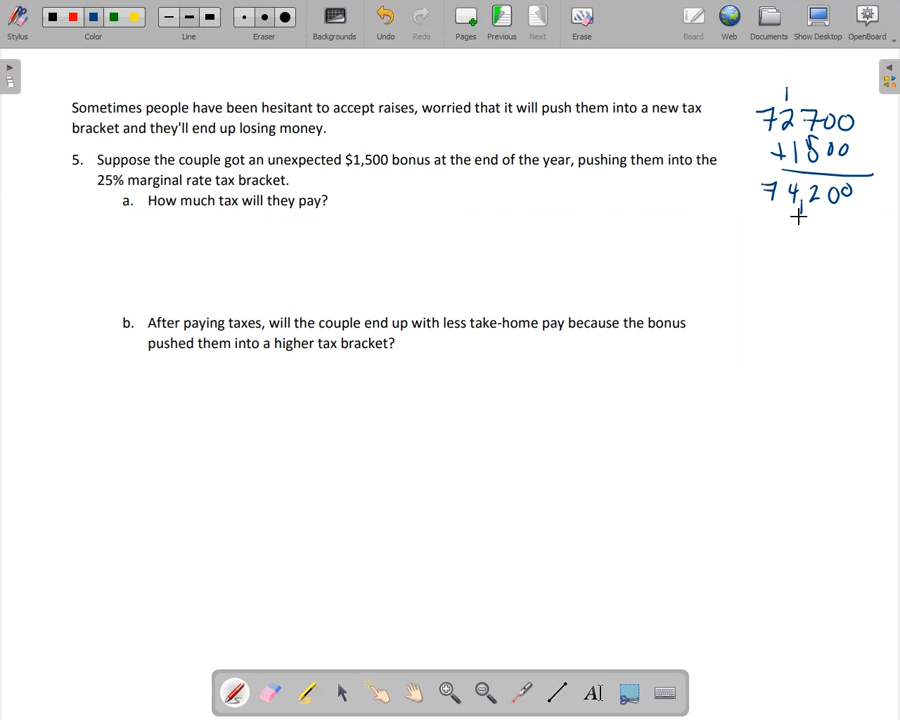 Stylus
Color
Line
Eraser
Backgrounds
Undo
Redo
Pages
Previous
Next
Erase
Board
Web
Documents
Show Desktop
OpenBoard
Sometimes people have been hesitant to accept raises, worried that it will push them into a new tax
bracket and they'll end up losing money.
5. Suppose the couple got an unexpected $1,500 bonus at the end of the year, pushing them into the
25% marginal rate tax bracket.
a. How much tax will they pay?
b. After paying taxes, will the couple end up with less take-home pay because the bonus
pushed them into a higher tax bracket?
1
72700
+1500
74,200
AI